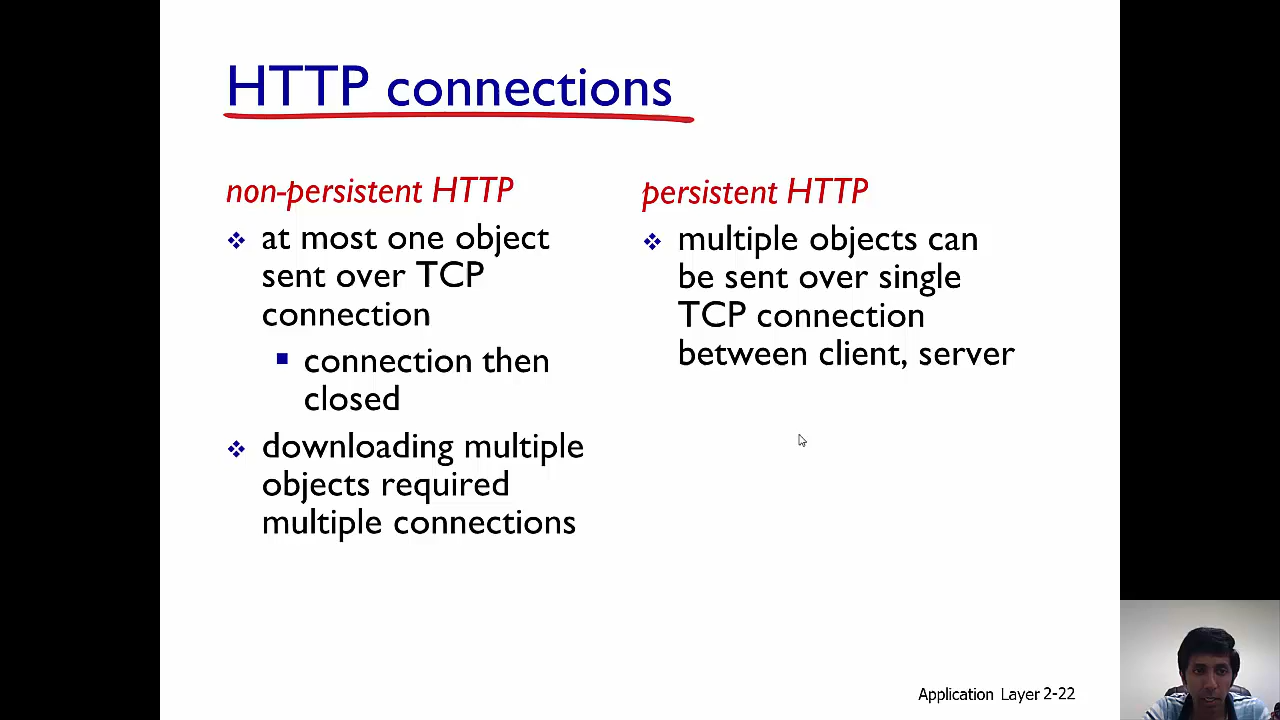 HTTP connections
non-persistent HTTP
at most one object
sent over TCP
connection
connection then
closed
downloading multiple
objects required
multiple connections
persistent HTTP
multiple objects can
be sent over single
TCP connection
between client, server
Application Layer 2-22